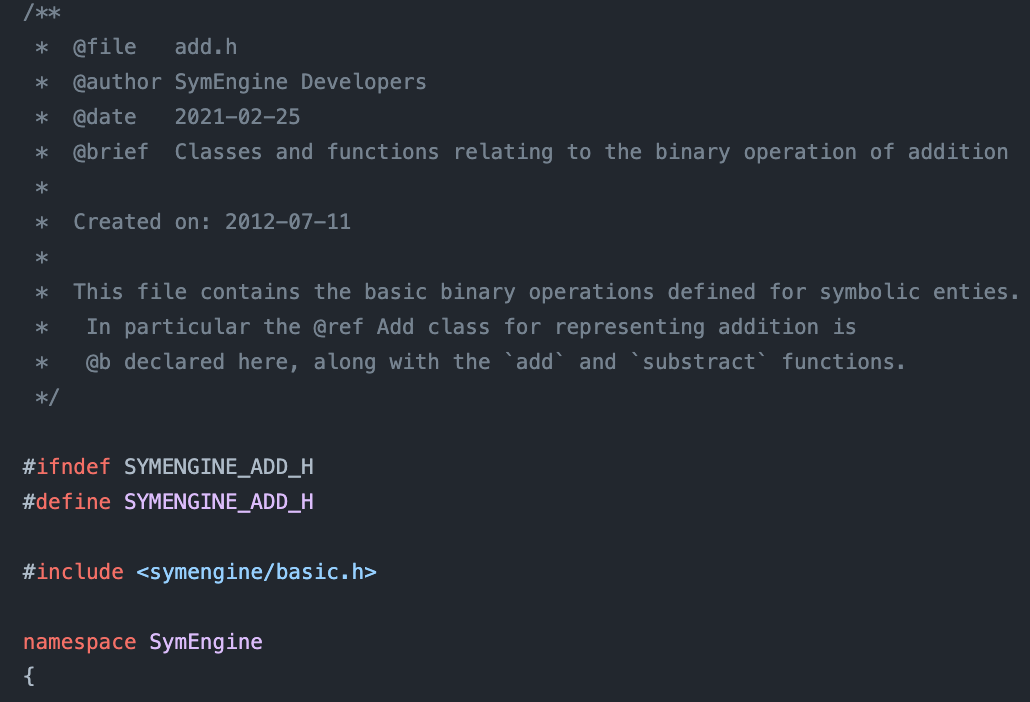 /**
 *  @file   add.h
 *  @author SymEngine Developers
 *  @date   2021-02-25
 *  @brief  Classes and functions relating to the binary operation of addition
 *
 *  Created on: 2012-07-11
 *
 *  This file contains the basic binary operations defined for symbolic enties.
 *   In particular the @ref Add class for representing addition is
 *   @b declared here, along with the `add` and `substract` functions.
 */

#ifndef SYMENGINE_ADD_H
#define SYMENGINE_ADD_H

#include <symengine/basic.h>

namespace SymEngine
{